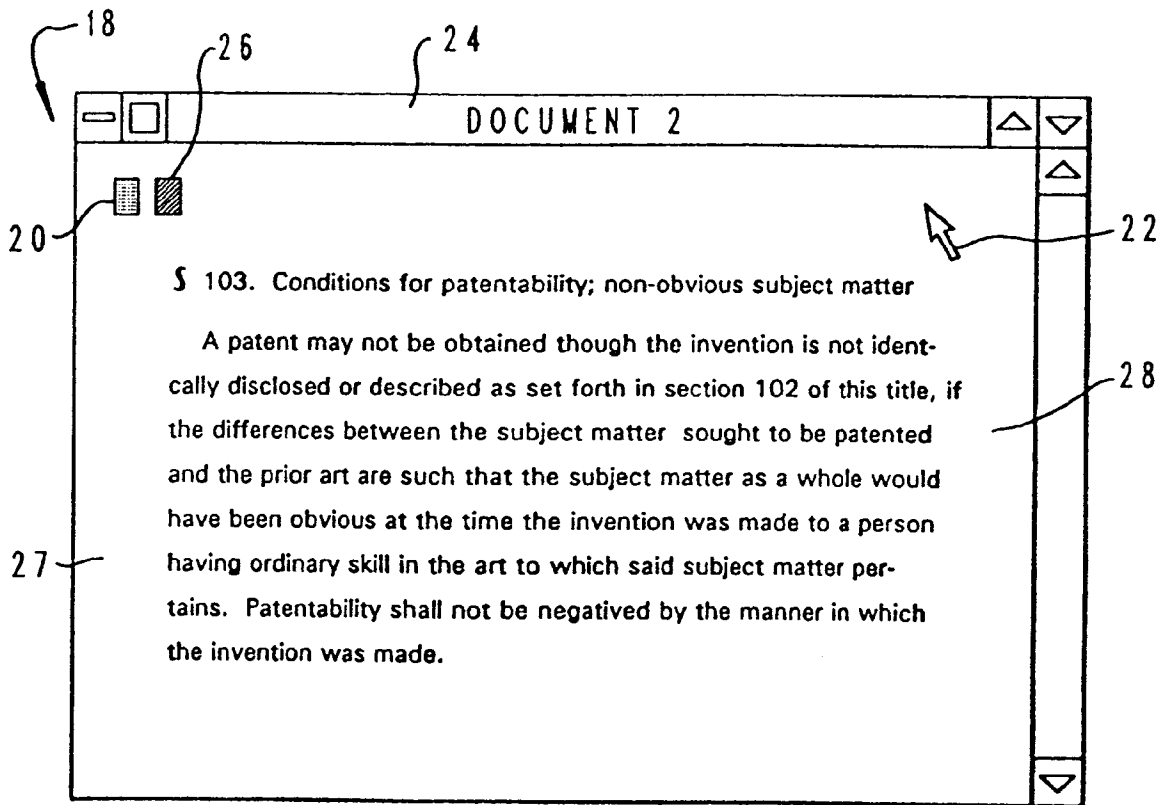 18
26
24
DOCUMENT 2
20
22
§ 103. Conditions for patentability; non-obvious subject matter
A patent may not be obtained though the invention is not ident-
cally disclosed or described as set forth in section 102 of this title, if
28
the differences between the subject matter sought to be patented
and the prior art are such that the subject matter as a whole would
have been obvious at the time the invention was made to a person
27
having ordinary skill in the art to which said subject matter per-
tains. Patentability shall not be negatived by the manner in which
the invention was made.